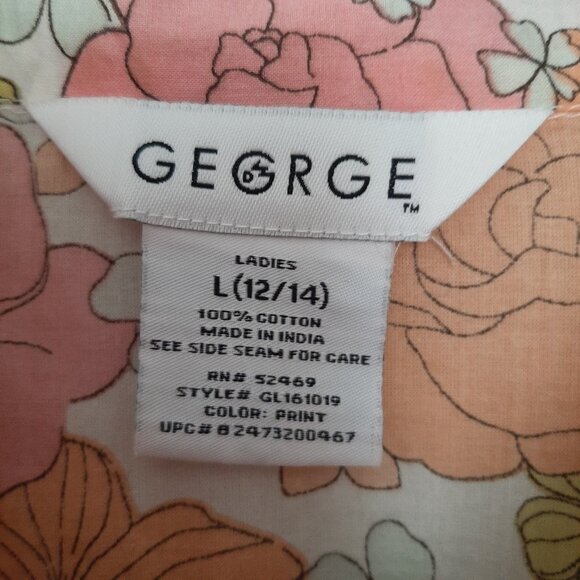 GEORGE
™
LADIES
L(12/14)
100% COTTON
MADE IN INDIA
SEE SIDE SEAM FOR CARE
RN# 52469
STYLE# GL161019
COLOR: PRINT
UPC# 82473200467